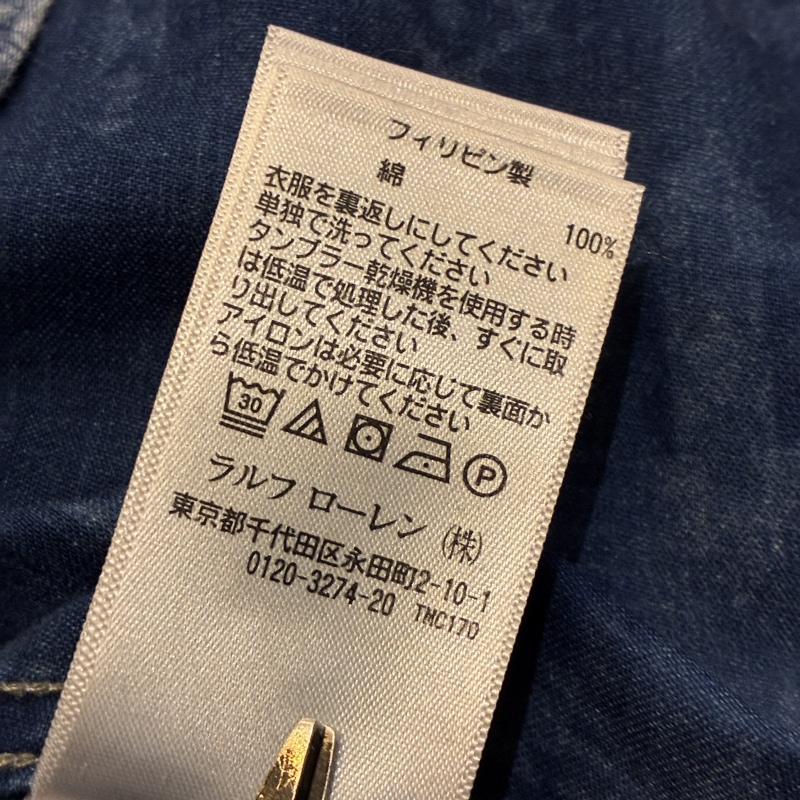 フィリピン製
綿 100%
衣服を裏返しにしてください
単独で洗ってください
タンブラー乾燥機を使用する時
は低温で処理した後、すぐに取
り出してください
アイロンは必要に応じて裏面か
ら低温でかけてください
30 P
ラルフ ローレン (株)
東京都千代田区永田町2-10-1
0120-3274-20 TMC170